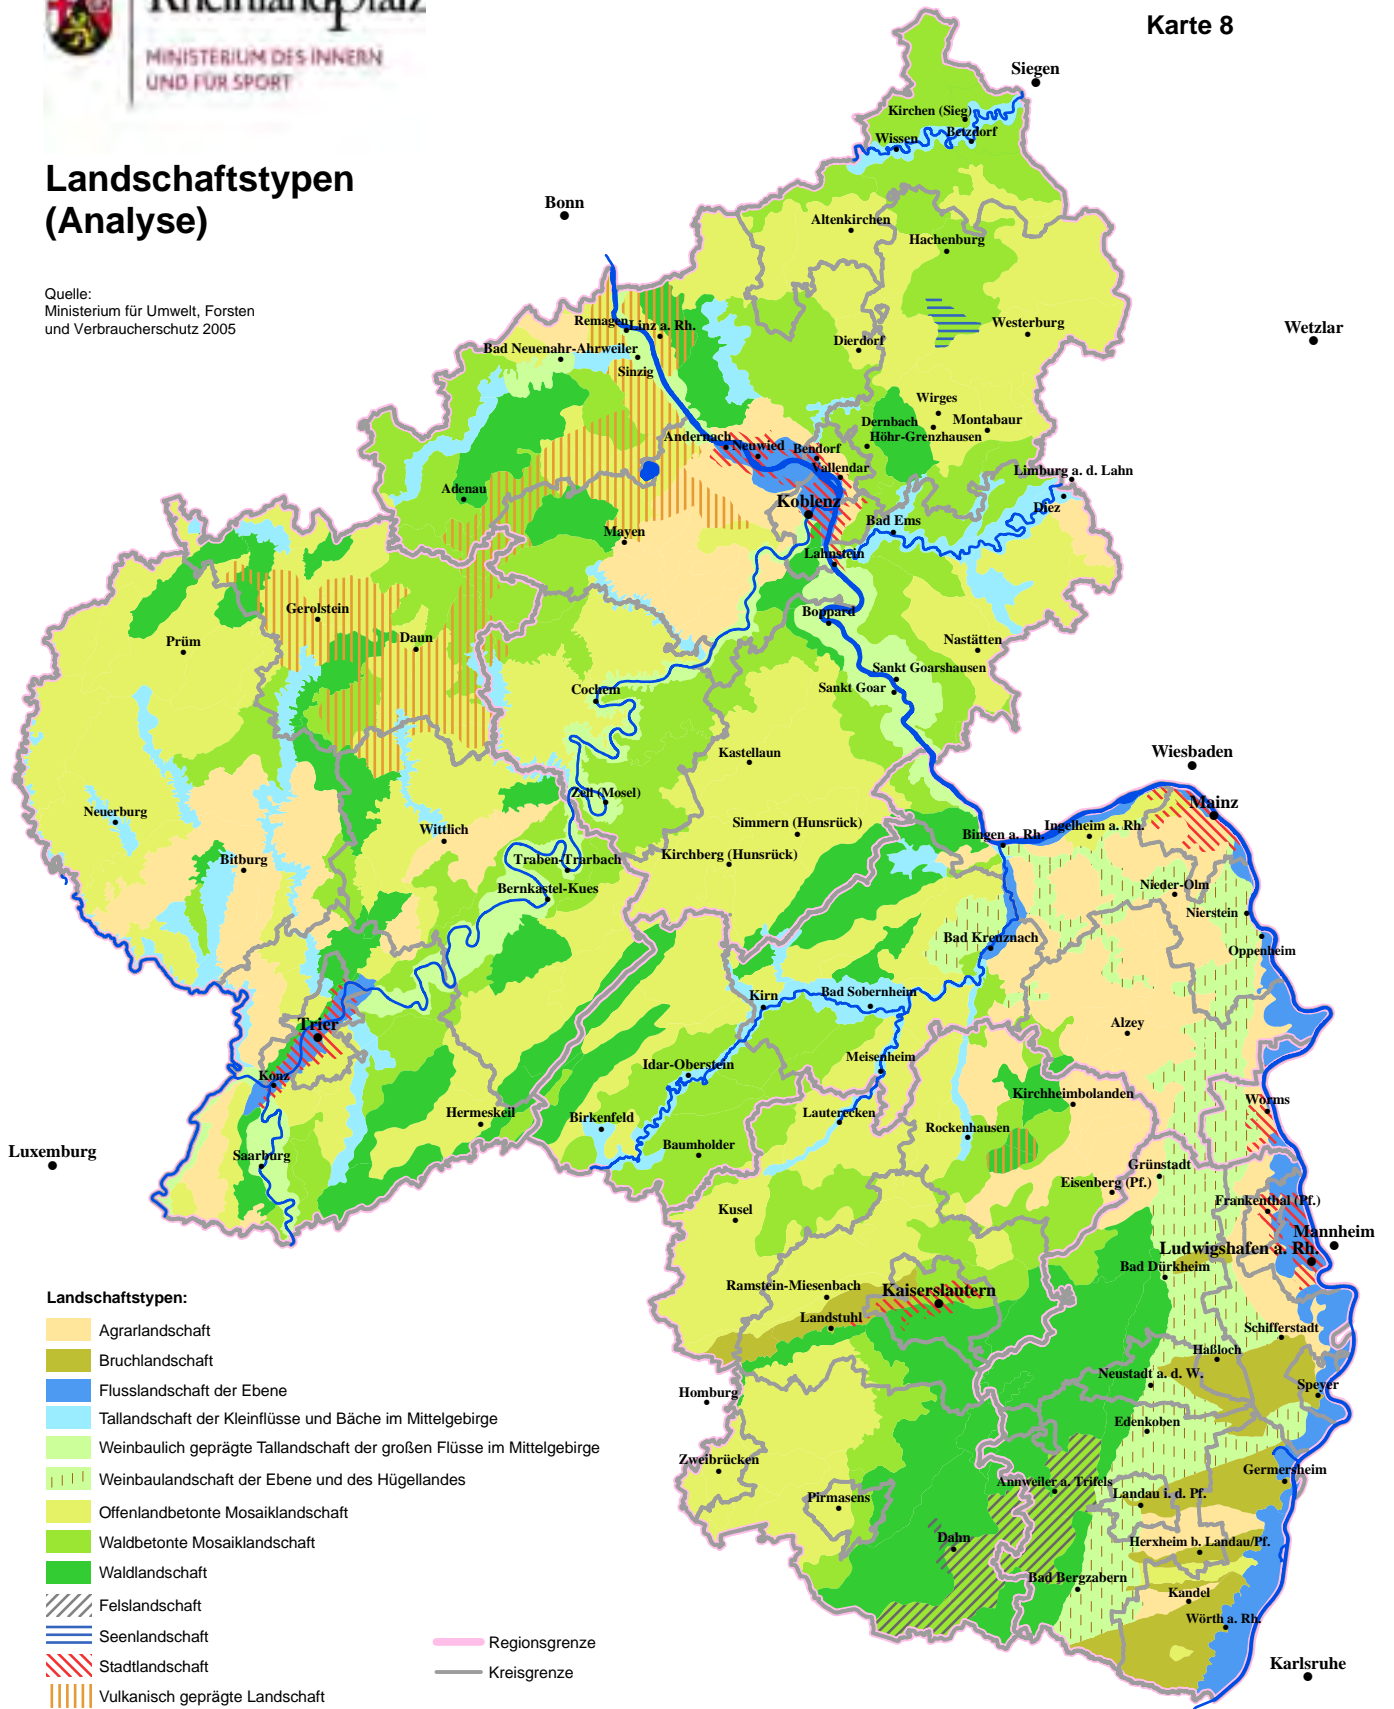 Rheinland-Pfalz
MINISTERIUM DES INNERN
UND FÜR SPORT
Karte 8
Landschaftstypen
(Analyse)
Quelle:
Ministerium für Umwelt, Forsten
und Verbraucherschutz 2005
Siegen
Kirchen (Sieg)
Wissen
Betzdorf
Bonn
Altenkirchen
Hachenburg
Remagen
Linz a. Rh.
Westerburg
Wetzlar
Bad Neuenahr-Ahrweiler
Dierdorf
Sinzig
Wirges
Dernbach
Montabaur
Andernach
Neuwied
Bendorf
Höhr-Grenzhausen
Vallendar
Limburg a. d. Lahn
Adenau
Koblenz
Diez
Mayen
Bad Ems
Lahnstein
Gerolstein
Boppard
Prüm
Daun
Nastätten
Sankt Goarshausen
Cochem
Sankt Goar
Kastellaun
Wiesbaden
Zell (Mosel)
Mainz
Neuerburg
Wittlich
Simmern (Hunsrück)
Bingen a. Rh.
Ingelheim a. Rh.
Bitburg
Traben-Trarbach
Kirchberg (Hunsrück)
Bernkastel-Kues
Nieder-Olm
Nierstein
Bad Kreuznach
Oppenheim
Kirn
Bad Sobernheim
Trier
Alzey
Idar-Oberstein
Meisenheim
Konz
Kirchheimbolanden
Hermeskeil
Birkenfeld
Lauterecken
Worms
Luxemburg
Saarburg
Baumholder
Rockenhausen
Grünstadt
Eisenberg (Pf.)
Kusel
Frankenthal (Pf.)
Mannheim
Ludwigshafen a. Rh.
Bad Dürkheim
Ramstein-Miesenbach
Kaiserslautern
Landstuhl
Schifferstadt
Haßloch
Homburg
Neustadt a. d. W.
Speyer
Edenkoben
Zweibrücken
Germersheim
Annweiler a. Trifels
Pirmasens
Landau i. d. Pf.
Dahn
Herxheim b. Landau/Pf.
Bad Bergzabern
Kandel
Wörth a. Rh.
Karlsruhe
Landschaftstypen:
Agrarlandschaft
Bruchlandschaft
Flusslandschaft der Ebene
Tallandschaft der Kleinflüsse und Bäche im Mittelgebirge
Weinbaulich geprägte Tallandschaft der großen Flüsse im Mittelgebirge
Weinbaulandschaft der Ebene und des Hügellandes
Offenlandbetonte Mosaiklandschaft
Waldbetonte Mosaiklandschaft
Waldlandschaft
Felslandschaft
Seenlandschaft
Stadtlandschaft
Vulkanisch geprägte Landschaft
Regionsgrenze
Kreisgrenze